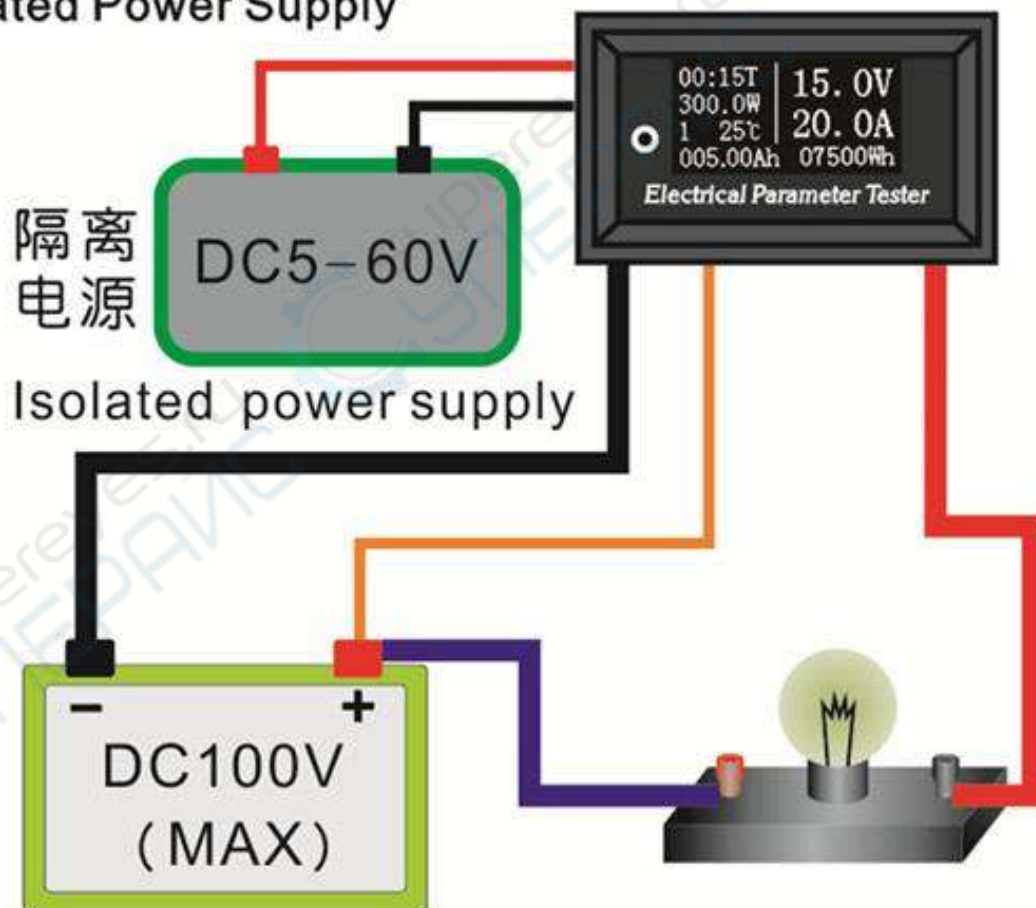 ated Power Supply
00:15T
300.0W
1 25℃
005.00Ah 07500Wh
15.0V
20.0A
Electrical Parameter Tester
隔离
电源
DC5-60V
Isolated power supply
- +
DC100V
(MAX)